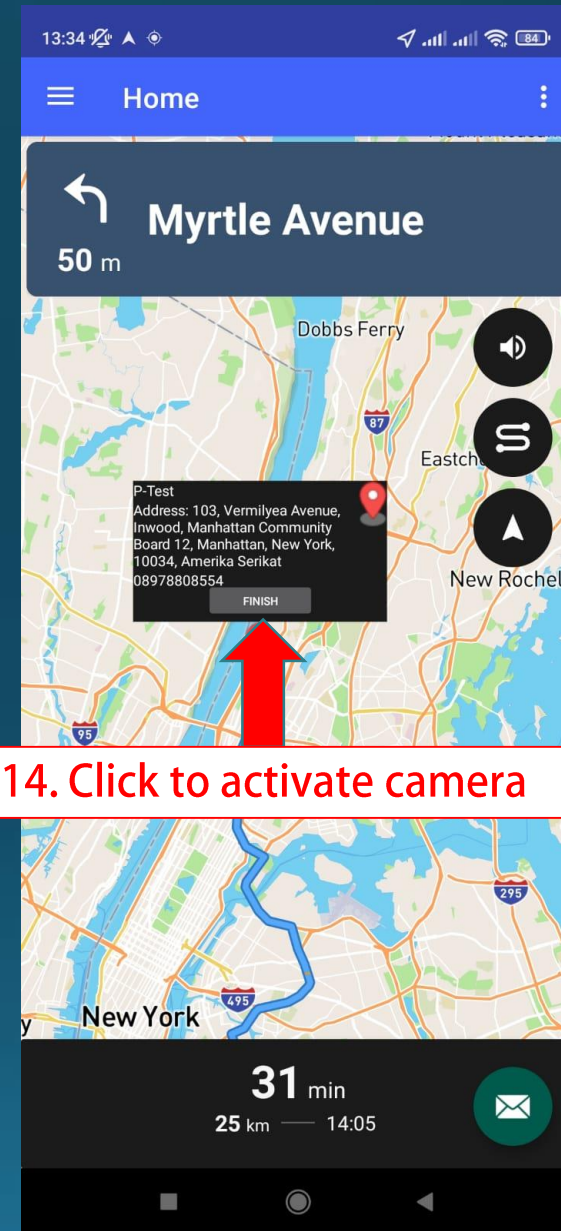 13:34
84
Home
Myrtle Avenue
50 m
Dobbs Ferry
87
Eastch
P-Test
Address: 103, Vermilyea Avenue,
Inwood, Manhattan Community
Board 12, Manhattan, New York,
10034, Amerika Serikat
08978808554
FINISH
New Rochel
95
14. Click to activate camera
295
495
New York
y
31 min
25 km — 14:05